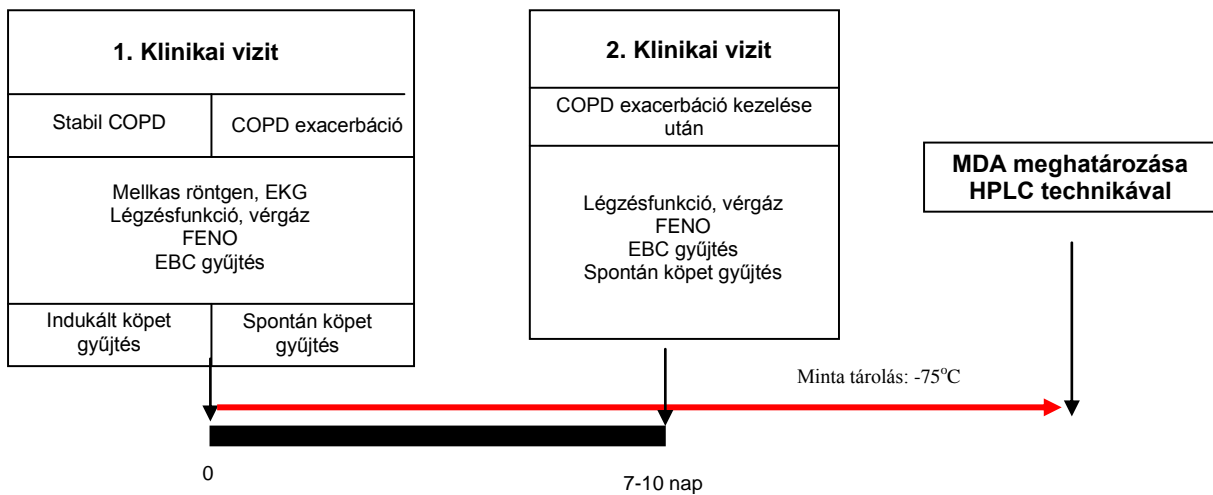 1. Klinikai vizit
Stabil COPD
COPD exacerbáció
Mellkas röntgen, EKG
Légzésfunkció, vérgáz
FENO
EBC gyűjtés
Indukált köpet
gyűjtés
Spontán köpet
gyűjtés
2. Klinikai vizit
COPD exacerbáció kezelése
után
Légzésfunkció, vérgáz
FENO
EBC gyűjtés
Spontán köpet gyűjtés
MDA meghatározása
HPLC technikával
Minta tárolás: -75°C
0
7-10 nap